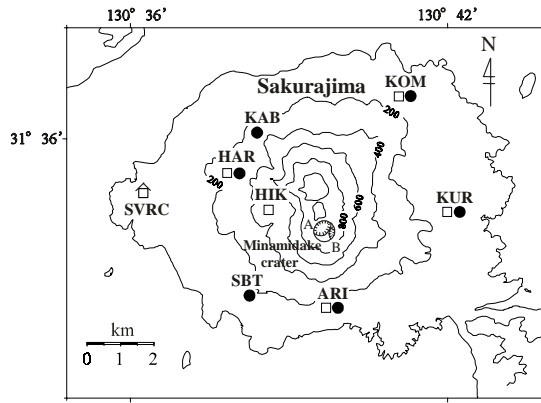 130° 36'
130° 42'
N
KOM
Sakurajima
200
KAB
400
31° 36'
HAR
200
HIK
600
SVRC
KUR
A
800
Minamidake
B
crater
SBT
ARI
km
0 1 2